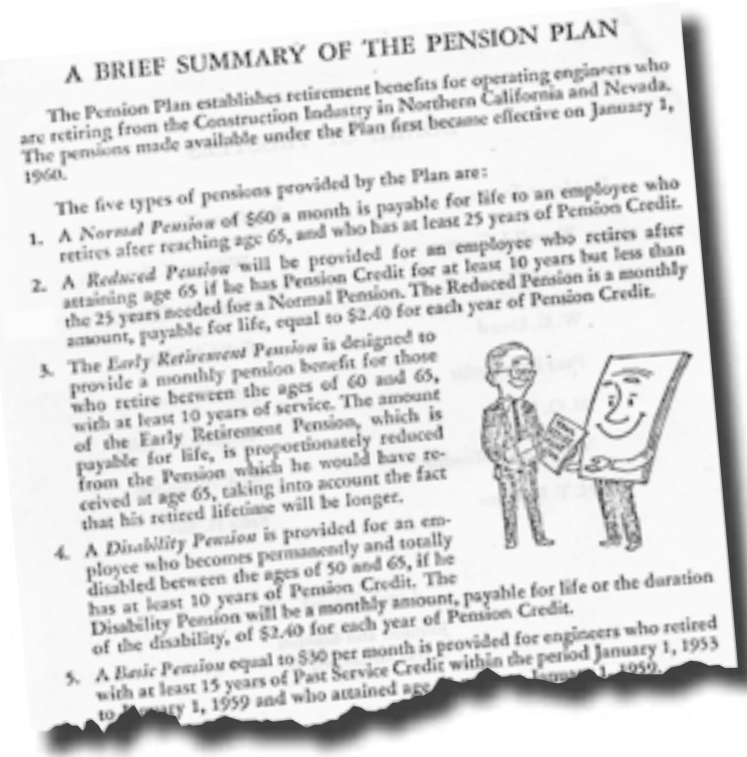 A BRIEF SUMMARY OF THE PENSION PLAN
The Pension Plan establishes retirement benefits for operating engineers who
are retiring from the Construction Industry in Northern California and Nevada.
The pensions made available under the Plan first became effective on January 1,
1960.
The five types of pensions provided by the Plan are:
1. A Normal Pension of $60 a month is payable for life to an employee who
retires after reaching age 65, and who has at least 25 years of Pension Credit.
2. A Reduced Pension will be provided for an employee who retires after
attaining age 65 if he has Pension Credit for at least 10 years but less than
the 25 years needed for a Normal Pension. The Reduced Pension is a monthly
amount, payable for life, equal to $2.40 for each year of Pension Credit.
3. The Early Retirement Pension is designed to
provide a monthly pension benefit for those
who retire between the ages of 60 and 65,
with at least 10 years of service. The amount
of the Early Retirement Pension, which is
payable for life, is proportionately reduced
from the Pension which he would have re-
ceived at age 65, taking into account the fact
that his retired lifetime will be longer.
4. A Disability Pension is provided for an em-
ployee who becomes permanently and totally
disabled between the ages of 50 and 65, if he
has at least 10 years of Pension Credit. The
Disability Pension will be a monthly amount, payable for life or the duration
of the disability, of $2.40 for each year of Pension Credit.
5. A Basic Pension equal to $30 per month is provided for engineers who retired
with at least 15 years of Past Service Credit within the period January 1, 1953
to January 1, 1959 and who attained age January 1, 1959.